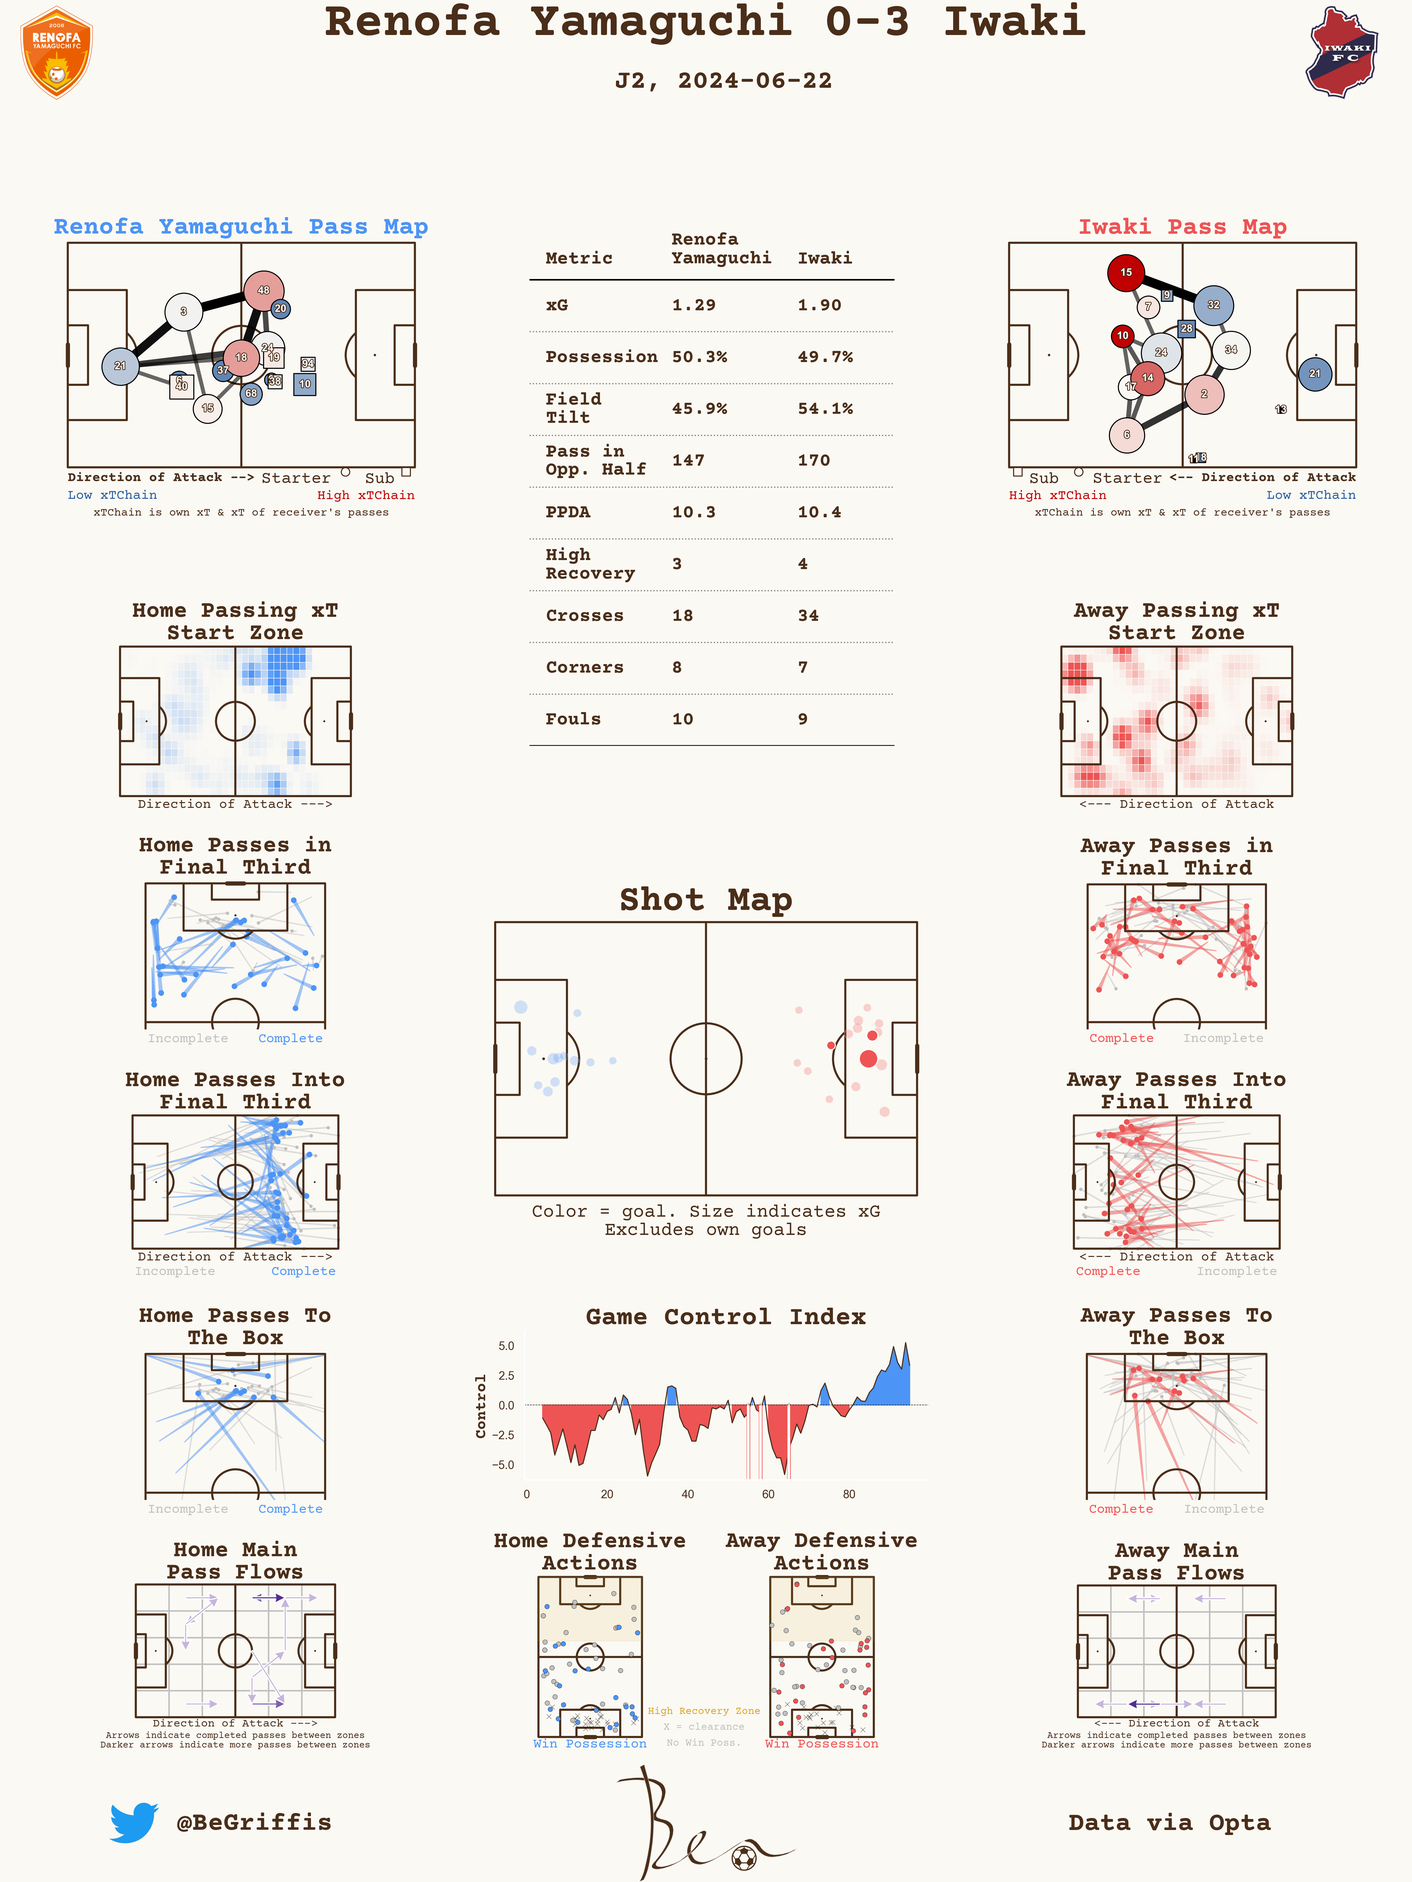 Renofa Yamaguchi 0-3 Iwaki
J2, 2024-06-22
2006
RENOFA
YAMAGUCHI FC
IWAKI
FC
Renofa Yamaguchi Pass Map
48
20
3
24
19
18
21
37
94
6
40
38
10
68
15
Direction of Attack --> Starter Sub
Low xTChain High xTChain
xTChain is own xT & xT of receiver's passes
Metric Renofa Yamaguchi Iwaki
xG 1.29 1.90
Possession 50.3% 49.7%
Field Tilt 45.9% 54.1%
Pass in Opp. Half 147 170
PPDA 10.3 10.4
High Recovery 3 4
Crosses 18 34
Corners 8 7
Fouls 10 9
Iwaki Pass Map
15
9
7
32
28
10
24
34
14
17
21
2
13
6
11
18
Sub Starter <-- Direction of Attack
High xTChain Low xTChain
xTChain is own xT & xT of receiver's passes
Home Passing xT
Start Zone
Direction of Attack --->
Away Passing xT
Start Zone
<--- Direction of Attack
Home Passes in
Final Third
Incomplete Complete
Away Passes in
Final Third
Complete Incomplete
Shot Map
Color = goal. Size indicates xG
Excludes own goals
Home Passes Into
Final Third
Direction of Attack --->
Incomplete Complete
Away Passes Into
Final Third
<--- Direction of Attack
Complete Incomplete
Home Passes To
The Box
Incomplete Complete
Game Control Index
Control
5.0
2.5
0.0
−2.5
−5.0
0 20 40 60 80
Away Passes To
The Box
Complete Incomplete
Home Main
Pass Flows
Direction of Attack --->
Arrows indicate completed passes between zones
Darker arrows indicate more passes between zones
Home Defensive
Actions
Win Possession
High Recovery Zone
X = clearance
No Win Poss.
Away Defensive
Actions
Win Possession
Away Main
Pass Flows
<--- Direction of Attack
Arrows indicate completed passes between zones
Darker arrows indicate more passes between zones
@BeGriffis
Ben
Data via Opta